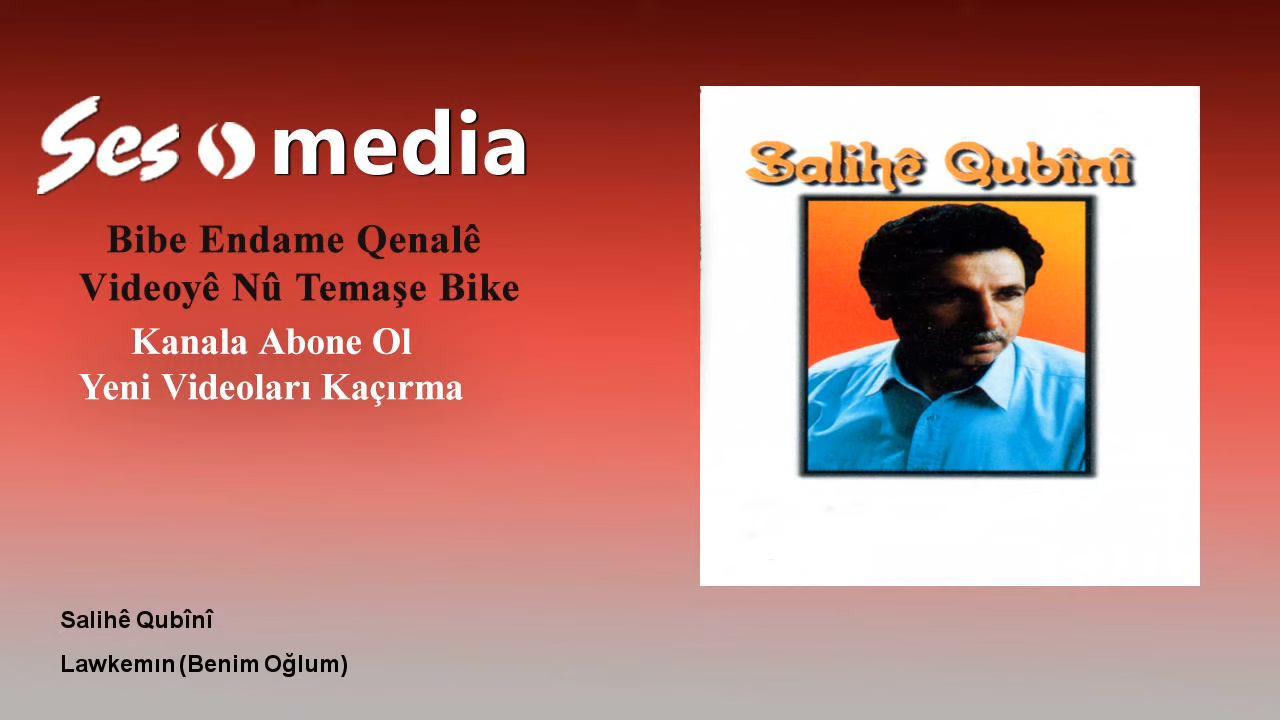 Ses media
Bibe Endame Qenalê
Videoyê Nû Temaşe Bike
Kanala Abone Ol
Yeni Videoları Kaçırma
Salihê Qubînî
Salihê Qubînî
Lawkemın (Benim Oğlum)